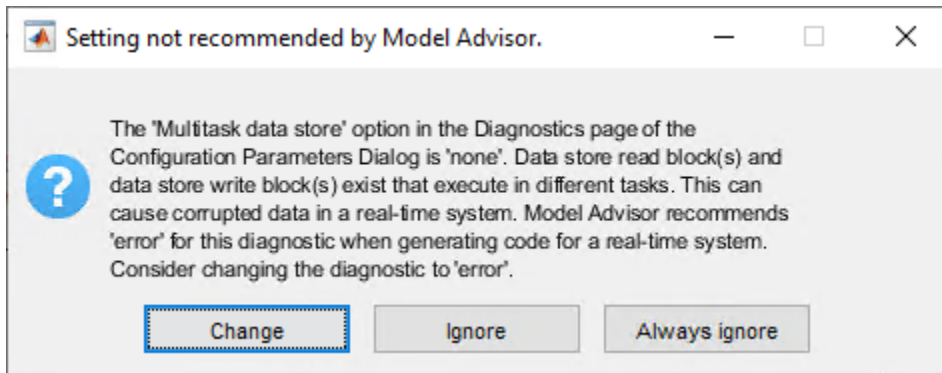 Setting not recommended by Model Advisor.
The 'Multitask data store' option in the Diagnostics page of the
Configuration Parameters Dialog is 'none'. Data store read block(s) and
data store write block(s) exist that execute in different tasks. This can
cause corrupted data in a real-time system. Model Advisor recommends
'error' for this diagnostic when generating code for a real-time system.
Consider changing the diagnostic to 'error'.
Change Ignore Always ignore